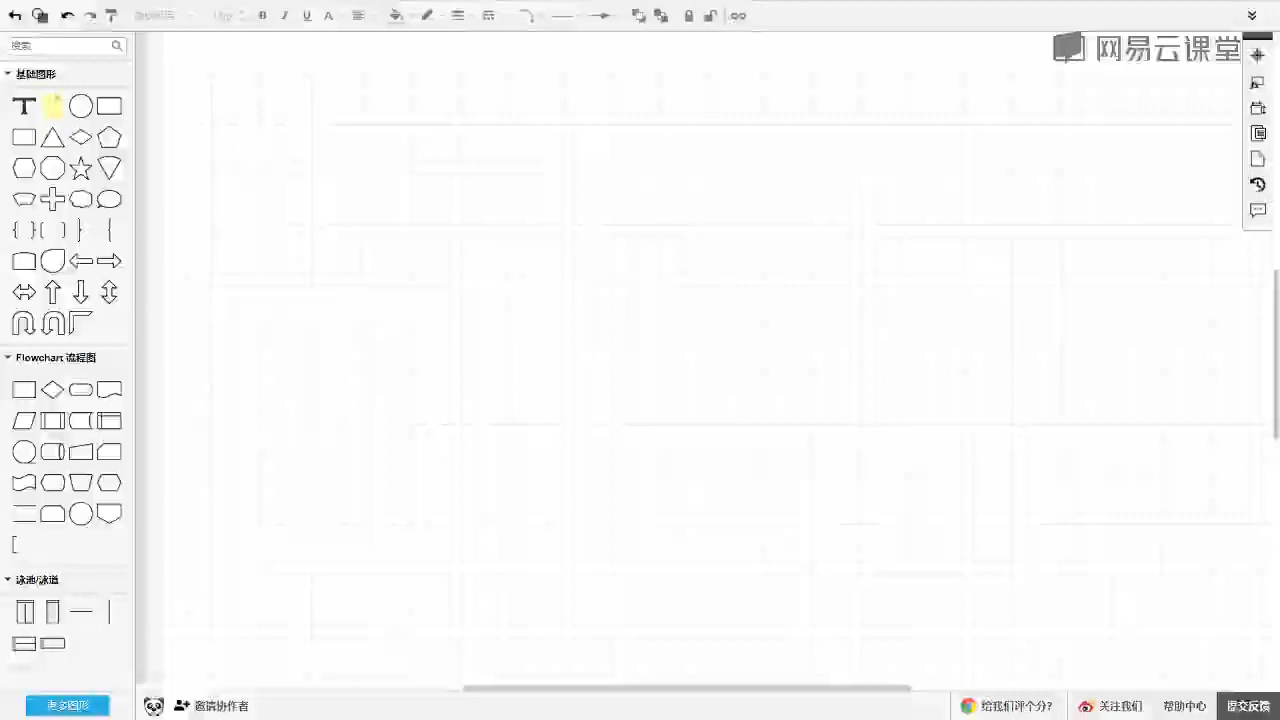 B I U A
搜索
网易云课堂
基础图形
T
Flowchart 流程图
泳池/泳道
更多图形
邀请协作者
给我们评个分?
关注我们
帮助中心
提交反馈